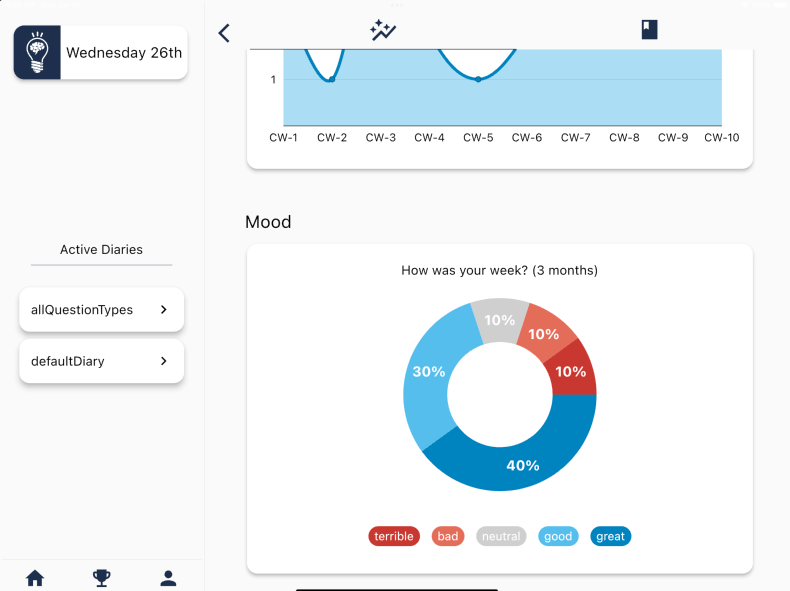 Wednesday 26th
Active Diaries
allQuestionTypes
defaultDiary
1
CW-1 CW-2 CW-3 CW-4 CW-5 CW-6 CW-7 CW-8 CW-9 CW-10
Mood
How was your week? (3 months)
10%
10%
30%
10%
40%
terrible bad neutral good great